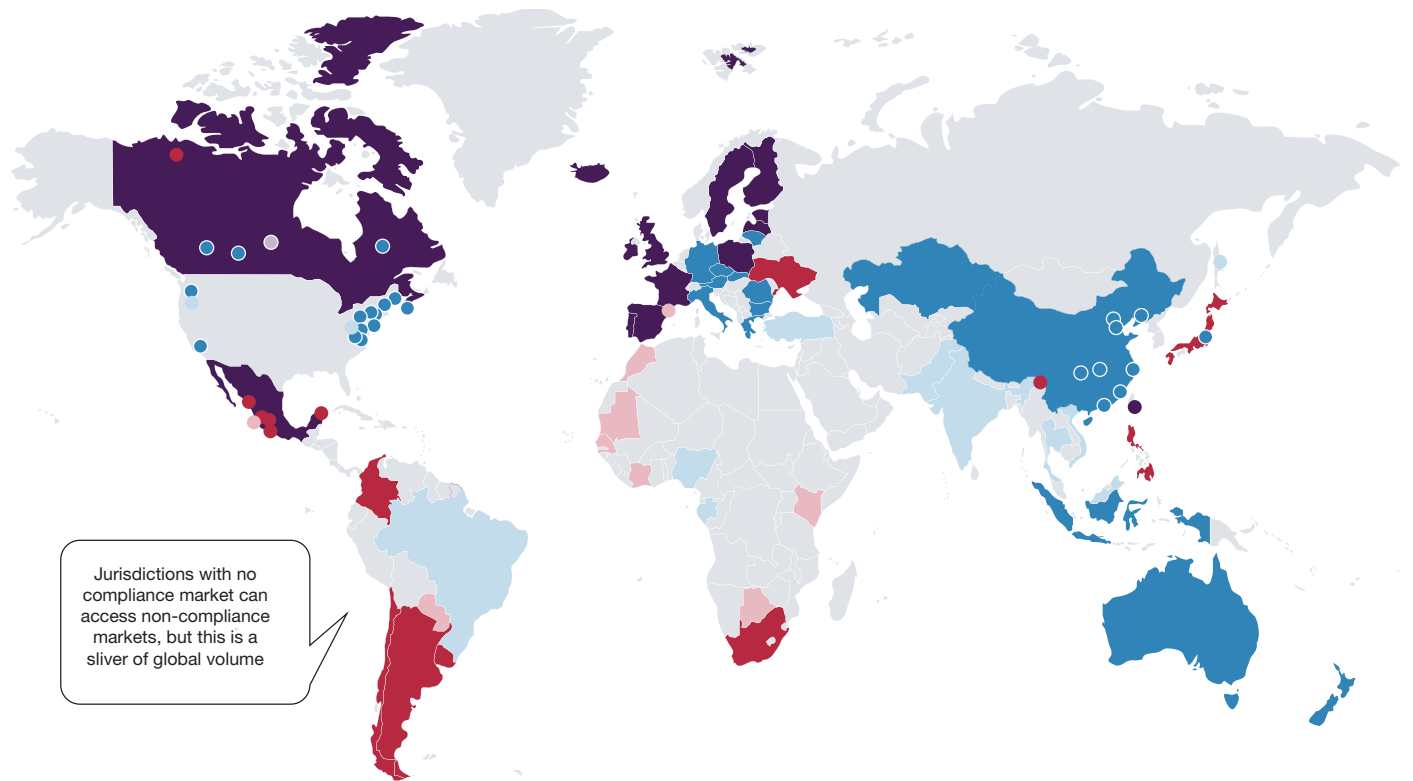 Jurisdictions with no
compliance market can
access non-compliance
markets, but this is a
sliver of global volume